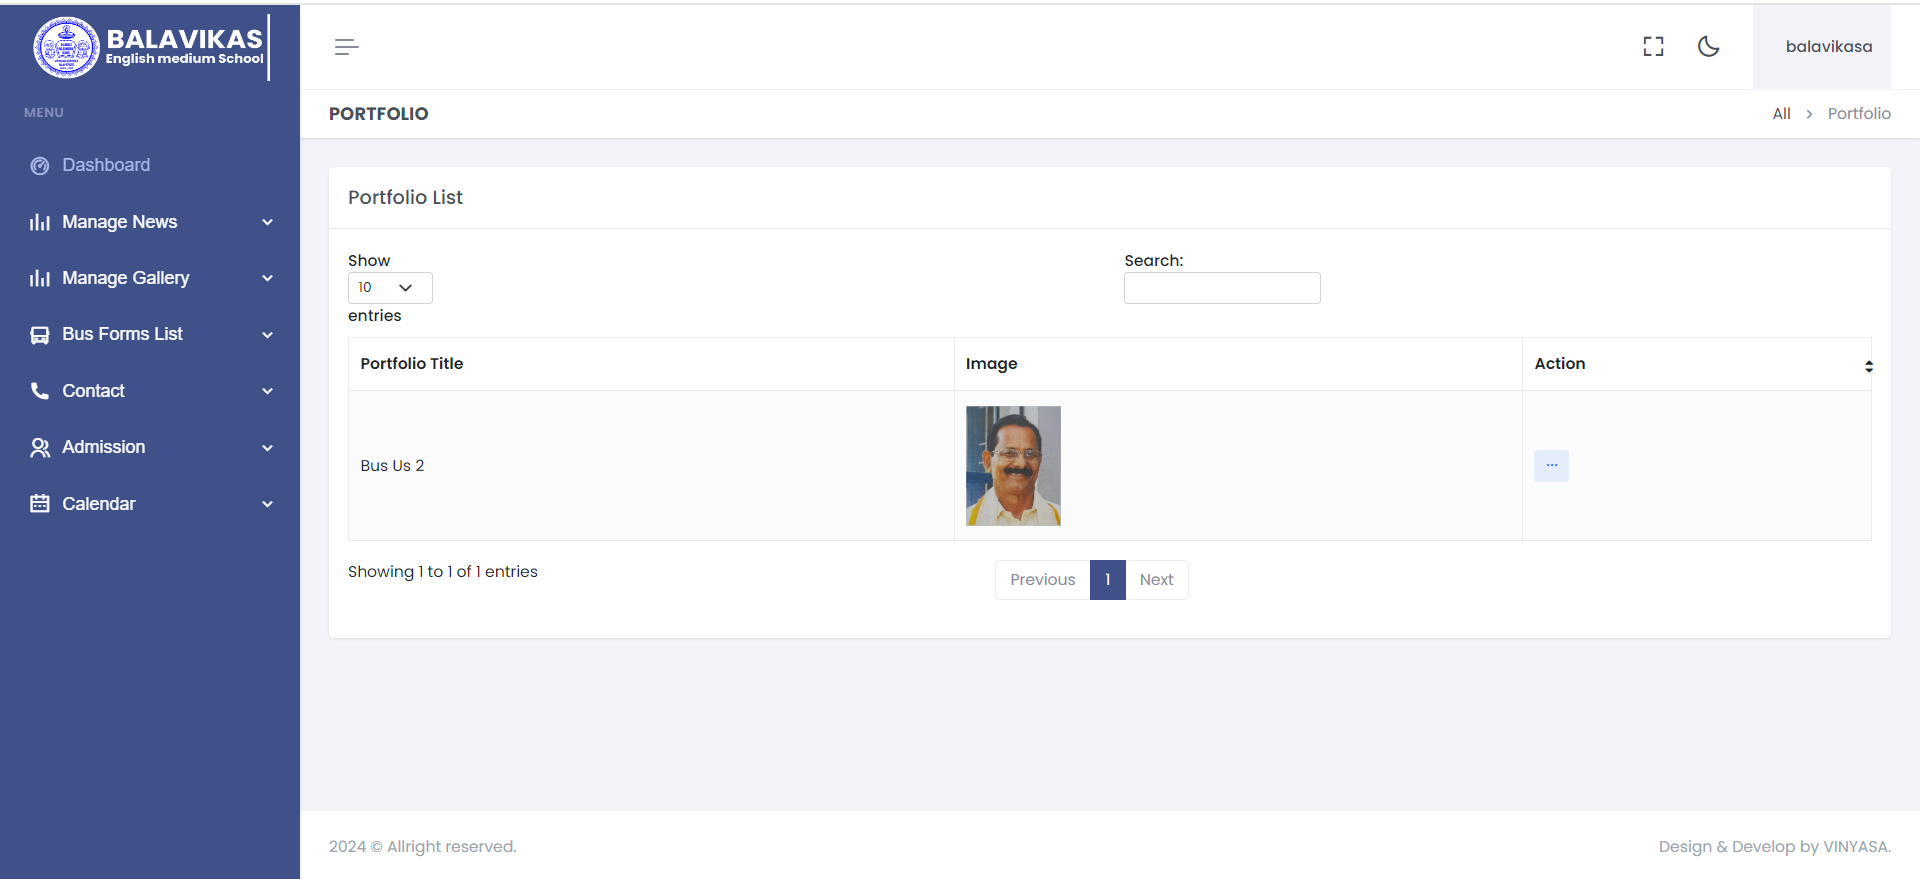 BALAVIKAS
English medium School
MENU
Dashboard
Manage News
Manage Gallery
Bus Forms List
Contact
Admission
Calendar
balavikasa
PORTFOLIO
All > Portfolio
Portfolio List
Show
10
entries
Search:
Portfolio Title Image Action
Bus Us 2 ...
Showing 1 to 1 of 1 entries
Previous 1 Next
2024 © Allright reserved.
Design & Develop by VINYASA.